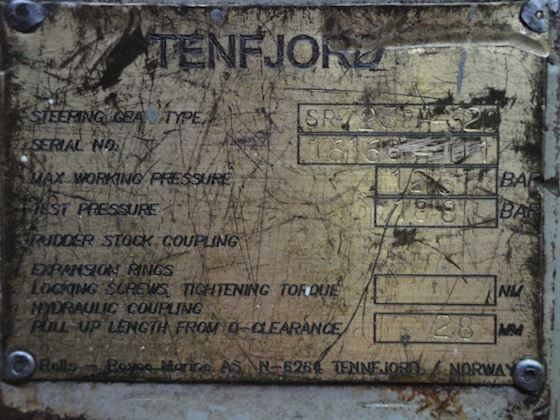 TENFJORD
STEERING GEAR TYPE
SERIAL NO:
MAX WORKING PRESSURE BAR
TEST PRESSURE BAR
RUDDER STOCK COUPLING
EXPANSION RINGS
LOCKING SCREWS, TIGHTENING TORQUE NM
HYDRAULIC COUPLING
PULL UP LENGTH FROM 0-CLEARANCE 2.8 MM
Rolls - Royce Marine AS, N-6264 TENNFJORD / NORWAY